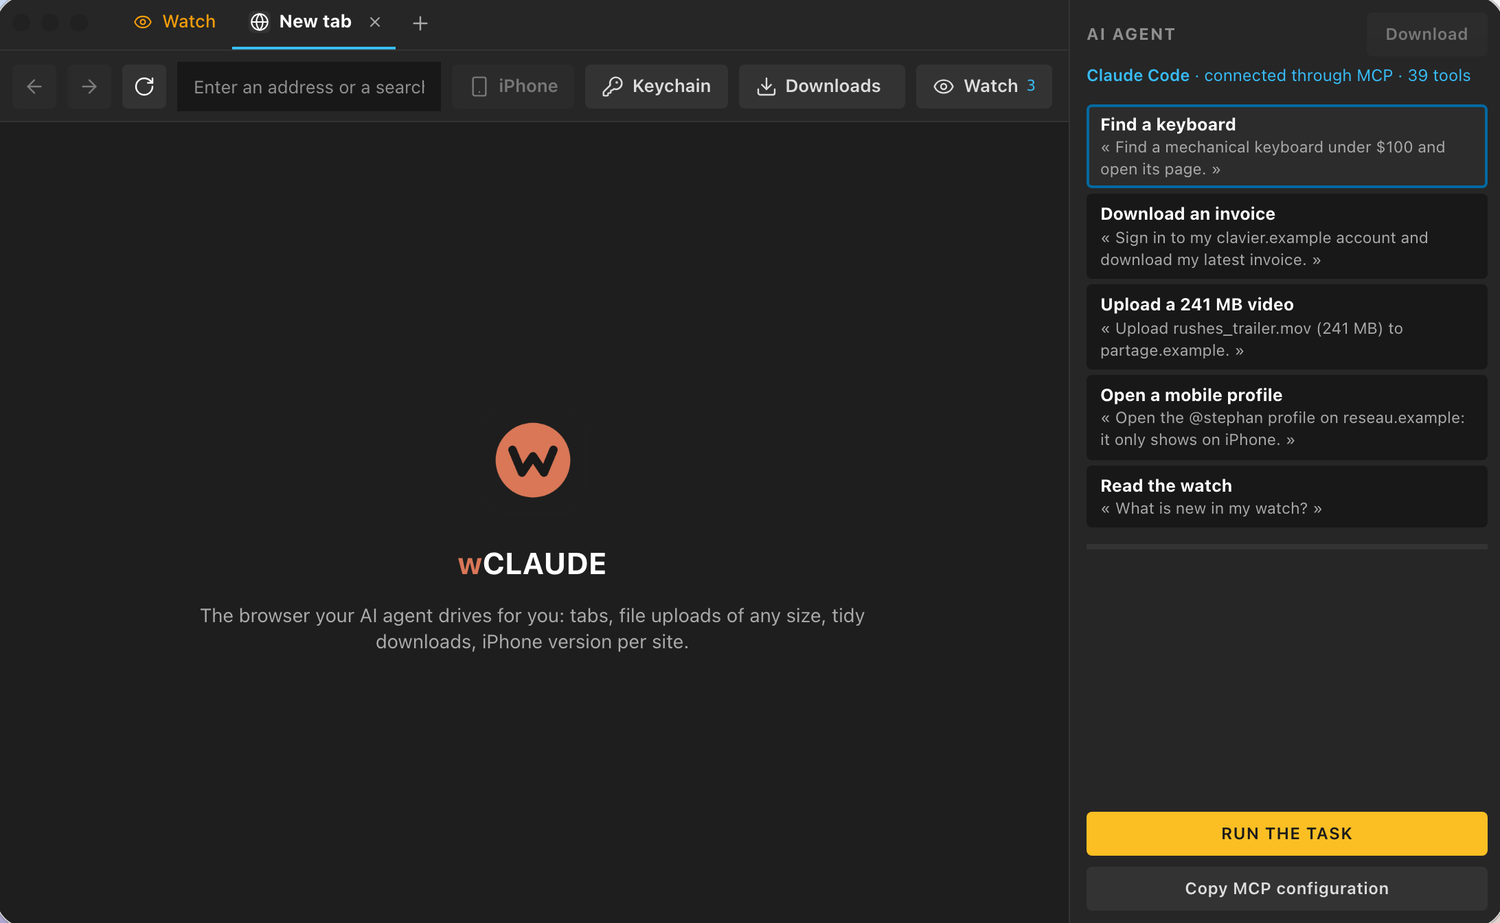 Watch
New tab
Enter an address or a search
iPhone
Keychain
Downloads
Watch 3
W
wCLAUDE
The browser your AI agent drives for you: tabs, file uploads of any size, tidy
downloads, iPhone version per site.
AI AGENT
Download
Claude Code · connected through MCP · 39 tools
Find a keyboard
« Find a mechanical keyboard under $100 and
open its page. »
Download an invoice
« Sign in to my clavier.example account and
download my latest invoice. »
Upload a 241 MB video
« Upload rushes_trailer.mov (241 MB) to
partage.example. »
Open a mobile profile
« Open the @stephan profile on reseau.example:
it only shows on iPhone. »
Read the watch
« What is new in my watch? »
RUN THE TASK
Copy MCP configuration